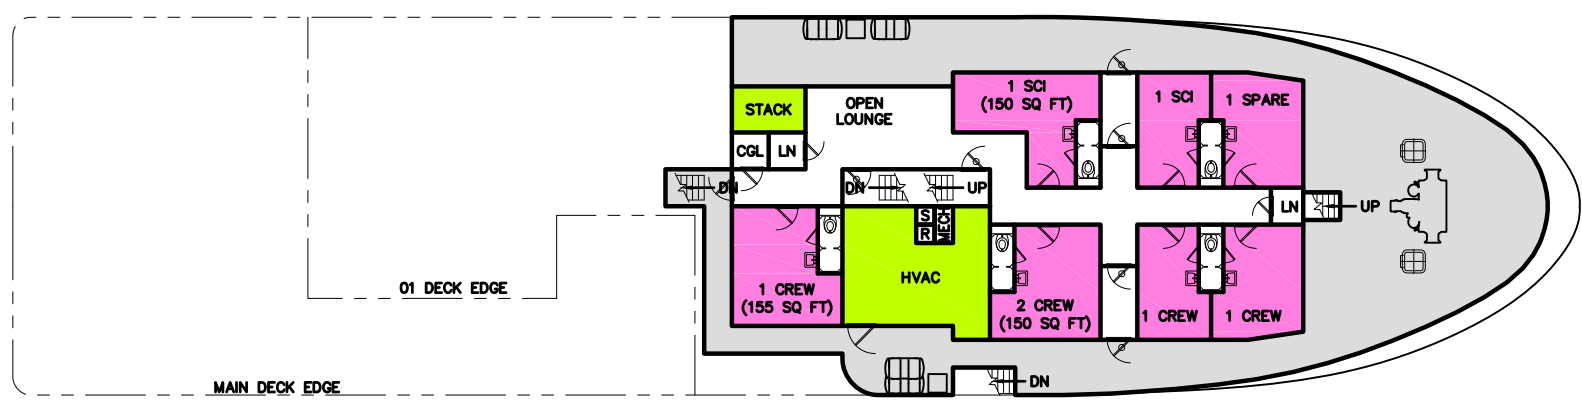 STACK
OPEN
LOUNGE
1 SCI
(150 SQ FT)
1 SCI
1 SPARE
CGL
LN
DN
DN
UP
LN
UP
S
R
MECH
HVAC
1 CREW
(155 SQ FT)
2 CREW
(150 SQ FT)
1 CREW
1 CREW
01 DECK EDGE
MAIN DECK EDGE
DN